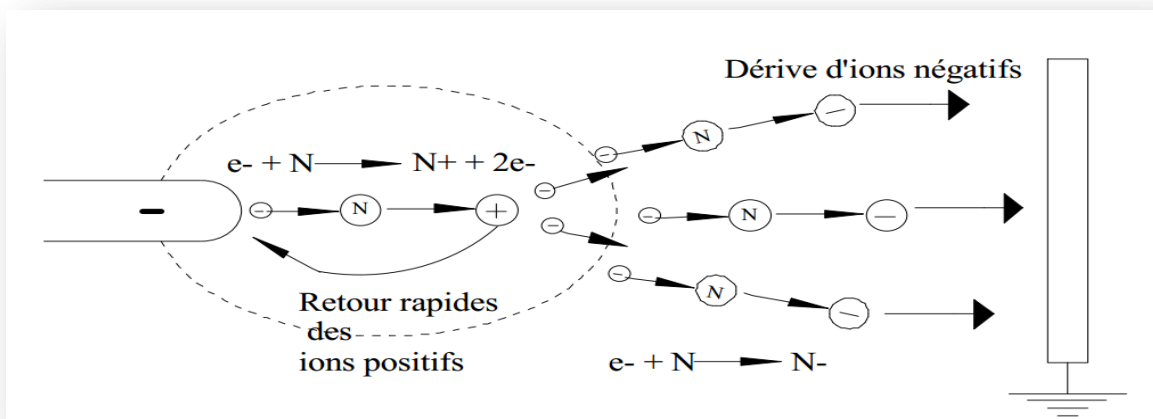 Dérive d'ions négatifs
e- + N → N+ + 2e-
N
N
N
N
Retour rapides
des
ions positifs
e- + N → N-